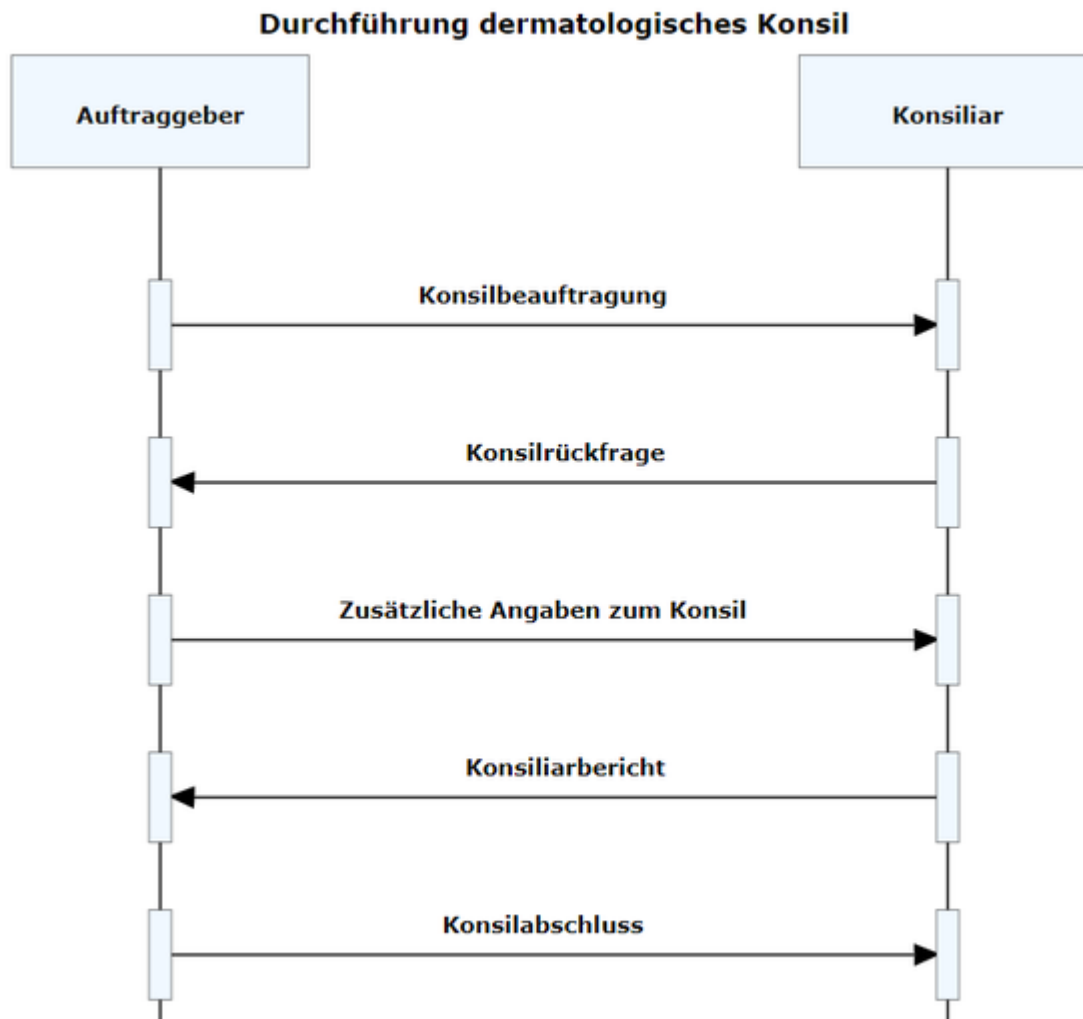 Durchführung dermatologisches Konsil
Auftraggeber
Konsiliar
Konsilbeauftragung
Konsilrückfrage
Zusätzliche Angaben zum Konsil
Konsiliarbericht
Konsilabschluss